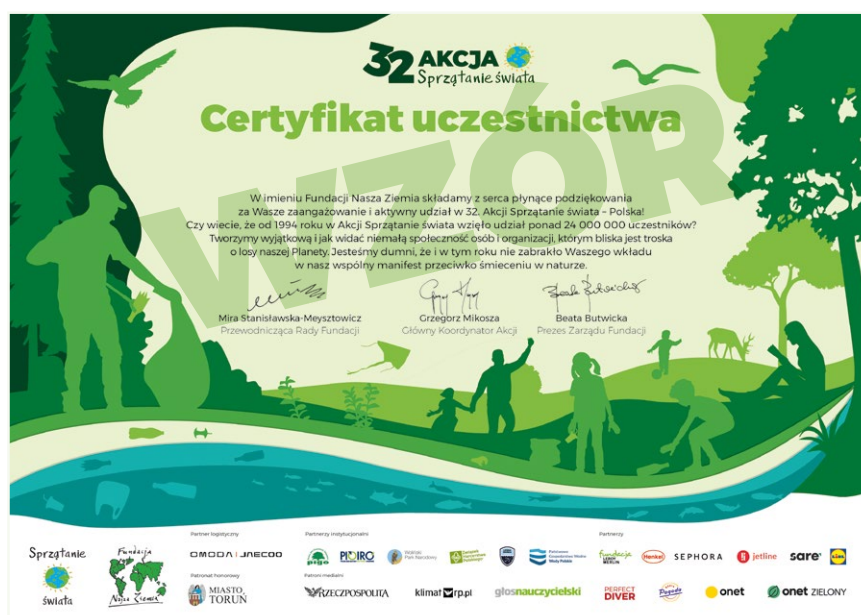 32 AKCJA
Sprzątanie świata
Certyfikat uczestnictwa
WZÓR
W imieniu Fundacji Nasza Ziemia składamy z serca płynące podziękowania
za Wasze zaangażowanie i aktywny udział w 32. Akcji Sprzątanie świata – Polska!
Czy wiecie, że od 1994 roku w Akcji Sprzątanie świata wzięło udział ponad 24 000 000 uczestników?
Tworzymy wyjątkową i jak widać niemałą społeczność osób i organizacji, którym bliska jest troska
o losy naszej Planety. Jesteśmy dumni, że i w tym roku nie zabrakło Waszego wkładu
w nasz wspólny manifest przeciwko śmieceniu w naturze.
Mira Stanisławska-Meysztowicz
Przewodnicząca Rady Fundacji
Grzegorz Mikosza
Główny Koordynator Akcji
Beata Butwicka
Prezes Zarządu Fundacji
Sprzątanie
świata
Fundacja
Nasza Ziemia
Partner logistyczny
OMODA | JAECOO
Patronat honorowy
MIASTO
TORUŃ
Partnerzy instytucjonalni
pigo
PIOIRO
Patroni medialni
RZECZPOSPOLITA
klimat rp.pl
głosnauczycielski
Partnerzy
fundacja
LEROY
MERLIN
Henkel
SEPHORA
jetline
sare
PERFECT
DIVER
Pogoda
onet
onet ZIELONY